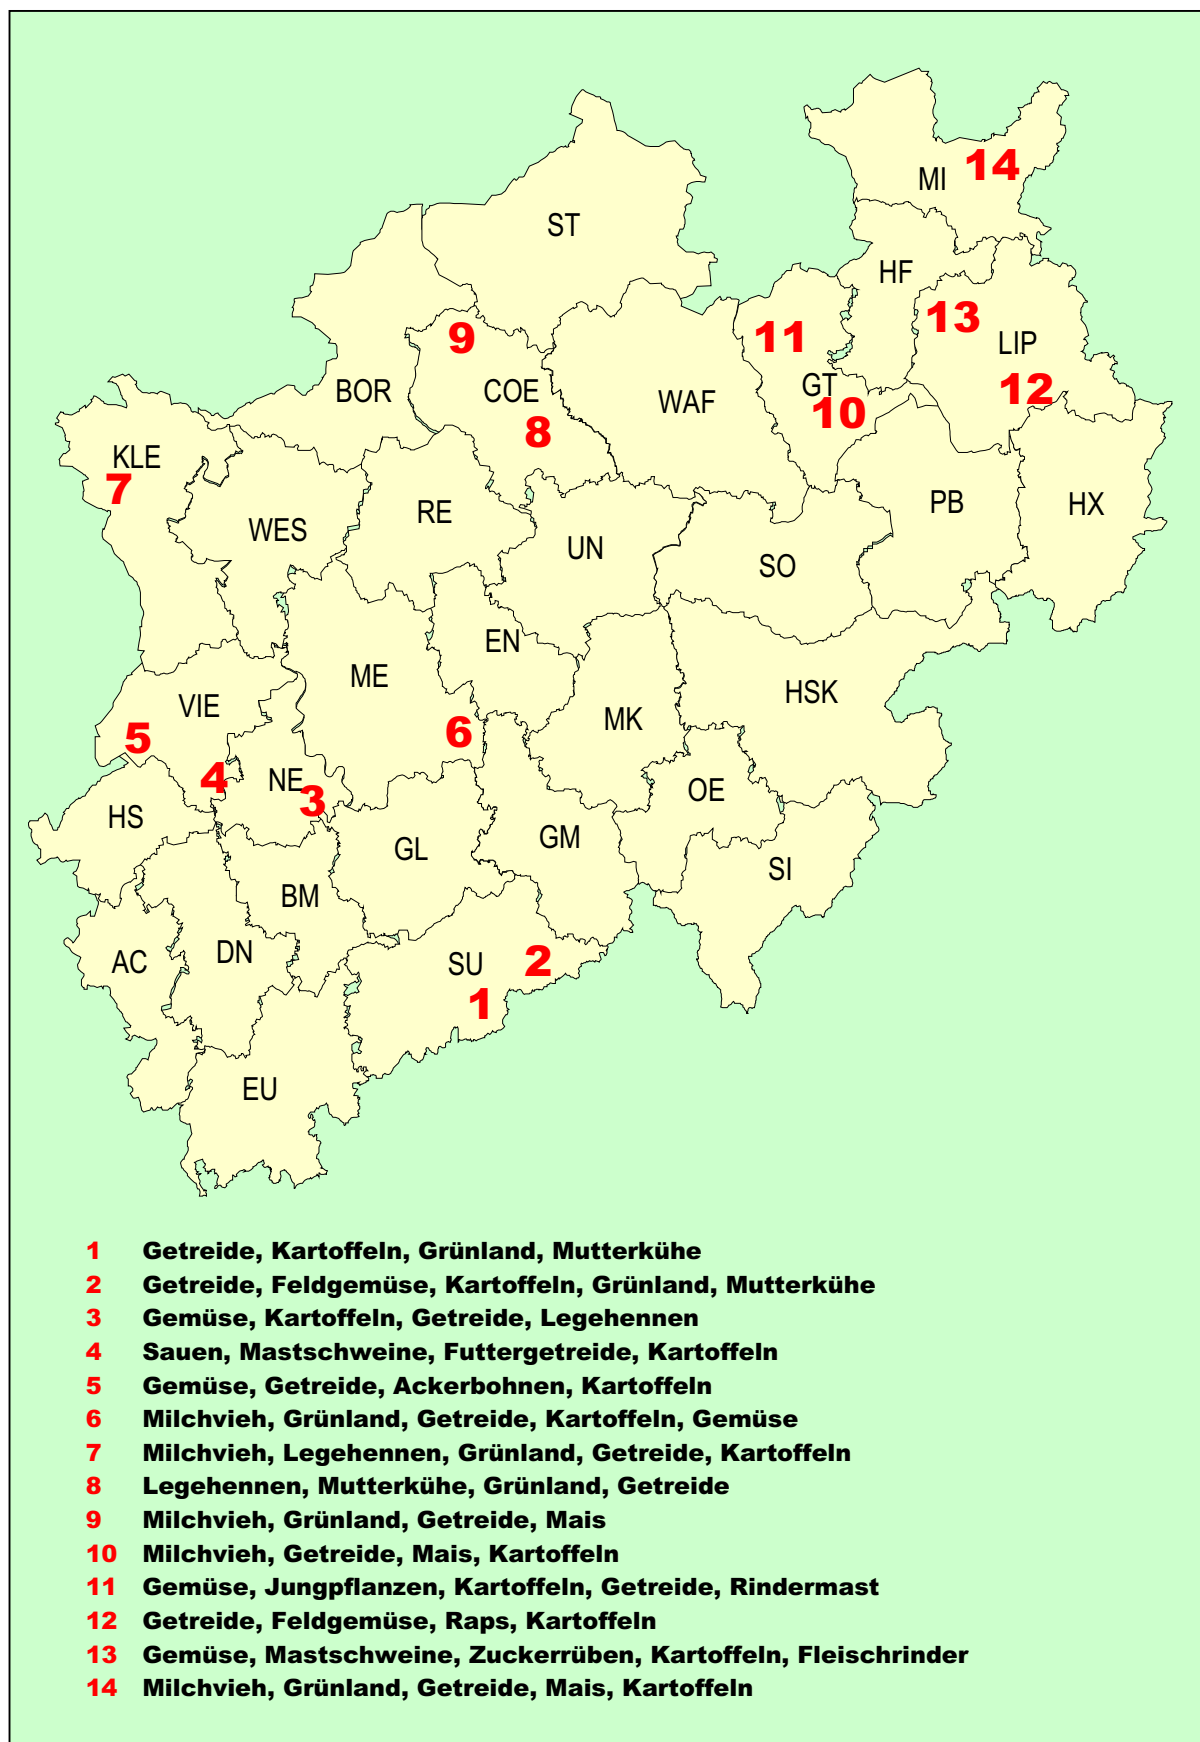 14
MI
ST
HF
13
11
9
LIP
GT
12
BOR
COE
WAF
10
8
KLE
7
RE
PB
HX
WES
UN
SO
EN
ME
HSK
VIE
MK
5
6
4
NE
3
OE
HS
GL
GM
SI
BM
DN
AC
SU
2
1
EU
1 Getreide, Kartoffeln, Grünland, Mutterkühe
2 Getreide, Feldgemüse, Kartoffeln, Grünland, Mutterkühe
3 Gemüse, Kartoffeln, Getreide, Legehennen
4 Sauen, Mastschweine, Futtergetreide, Kartoffeln
5 Gemüse, Getreide, Ackerbohnen, Kartoffeln
6 Milchvieh, Grünland, Getreide, Kartoffeln, Gemüse
7 Milchvieh, Legehennen, Grünland, Getreide, Kartoffeln
8 Legehennen, Mutterkühe, Grünland, Getreide
9 Milchvieh, Grünland, Getreide, Mais
10 Milchvieh, Getreide, Mais, Kartoffeln
11 Gemüse, Jungpflanzen, Kartoffeln, Getreide, Rindermast
12 Getreide, Feldgemüse, Raps, Kartoffeln
13 Gemüse, Mastschweine, Zuckerrüben, Kartoffeln, Fleischrinder
14 Milchvieh, Grünland, Getreide, Mais, Kartoffeln